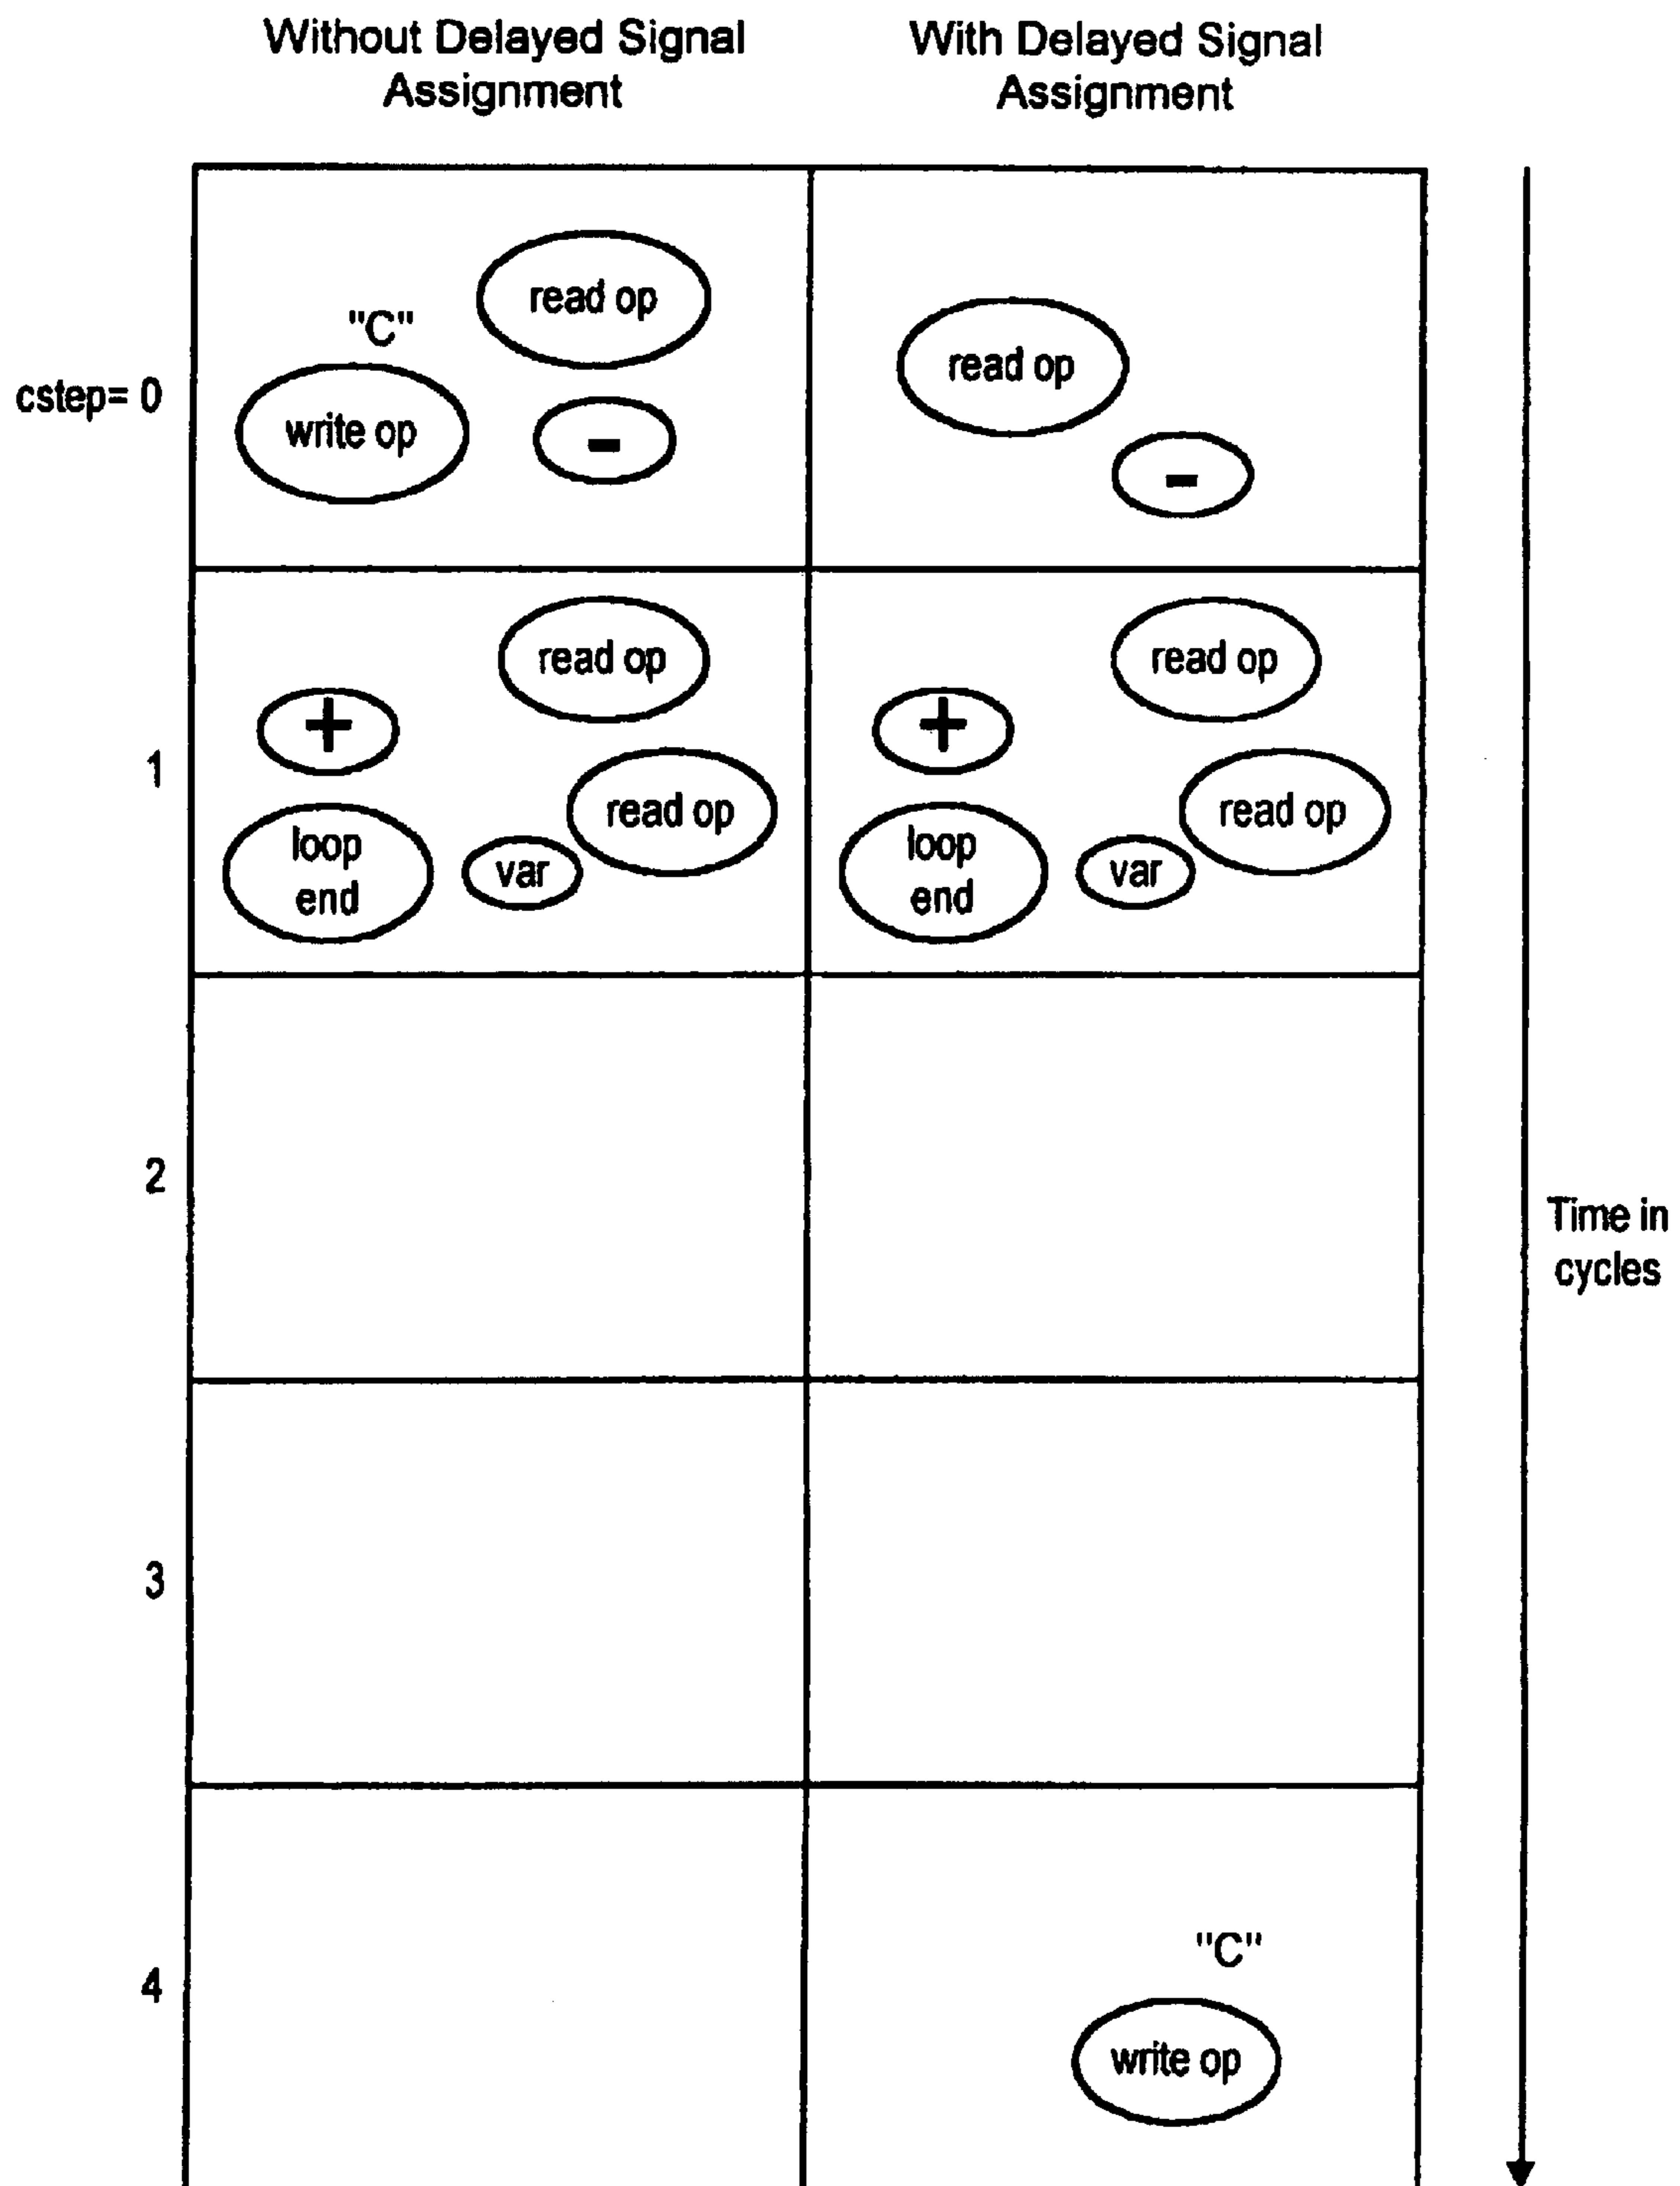 Without Delayed Signal
Assignment
With Delayed Signal
Assignment
cstep= 0
"C"
read op
write op
-
read op
-
1
read op
+
read op
loop
end
var
read op
+
read op
loop
end
var
2
Time in
cycles
3
4
"C"
write op